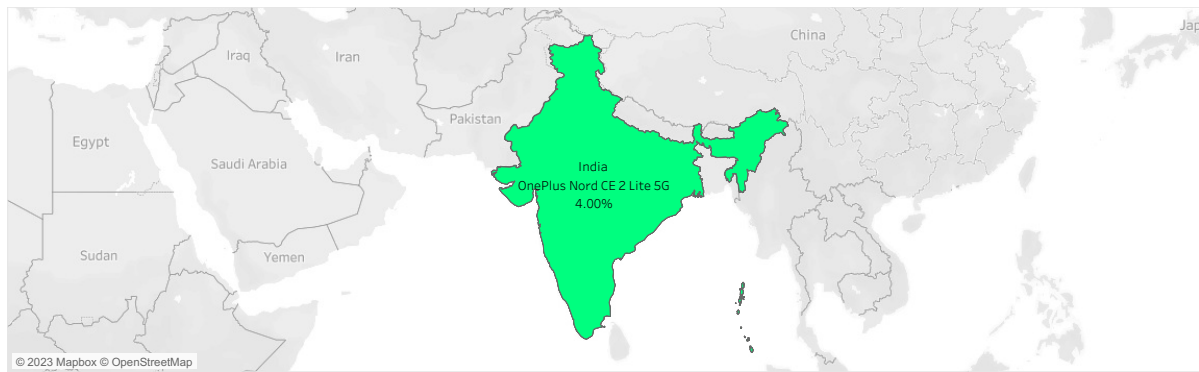 China
Iraq
Iran
Pakistan
Egypt
Saudi Arabia
India
OnePlus Nord CE 2 Lite 5G
4.00%
Sudan
Yemen
© 2023 Mapbox © OpenStreetMap